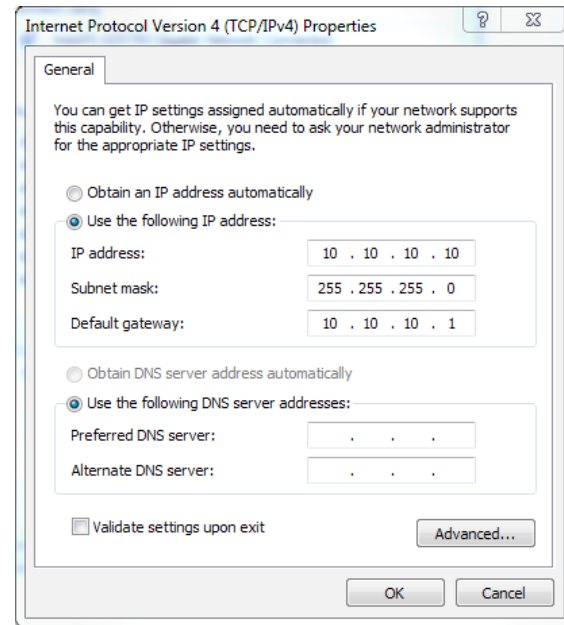 Internet Protocol Version 4 (TCP/IPv4) Properties
General
You can get IP settings assigned automatically if your network supports
this capability. Otherwise, you need to ask your network administrator
for the appropriate IP settings.
Obtain an IP address automatically
Use the following IP address:
IP address: 10 . 10 . 10 . 10
Subnet mask: 255 . 255 . 255 . 0
Default gateway: 10 . 10 . 10 . 1
Obtain DNS server address automatically
Use the following DNS server addresses:
Preferred DNS server: . . .
Alternate DNS server: . . .
Validate settings upon exit
Advanced...
OK Cancel